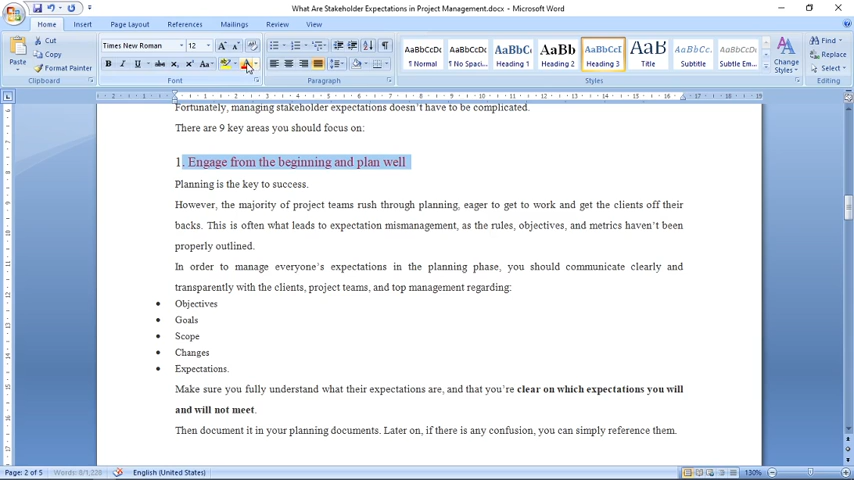 What Are Stakeholder Expectations in Project Management.docx - Microsoft Word
Home Insert Page Layout References Mailings Review View
Paste
Cut
Copy
Format Painter
Clipboard
Times New Roman 12
B I U abc x₂ x² Aa
Font
Paragraph
AaBbCcDc AaBbCcDc AaBbC AaBb AaBbCcI AaB AaBbCcL AaBbCcDc
¶ Normal ¶ No Spaci... Heading 1 Heading 2 Heading 3 Title Subtitle Subtle Em...
Change Styles
Styles
Find
Replace
Select
Editing
Fortunately, managing stakeholder expectations doesn't have to be complicated.
There are 9 key areas you should focus on:
1. Engage from the beginning and plan well
Planning is the key to success.
However, the majority of project teams rush through planning, eager to get to work and get the clients off their
backs. This is often what leads to expectation mismanagement, as the rules, objectives, and metrics haven't been
properly outlined.
In order to manage everyone's expectations in the planning phase, you should communicate clearly and
transparently with the clients, project teams, and top management regarding:
• Objectives
• Goals
• Scope
• Changes
• Expectations.
Make sure you fully understand what their expectations are, and that you're clear on which expectations you will
and will not meet.
Then document it in your planning documents. Later on, if there is any confusion, you can simply reference them.
Page: 2 of 5 Words: 8/1,228 English (United States) 130%